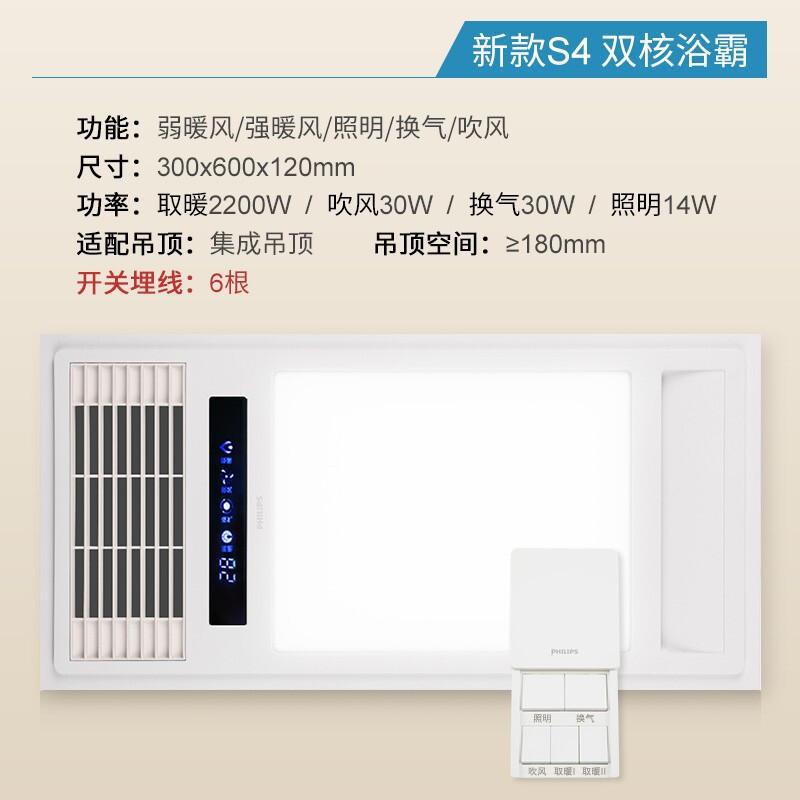 新款S4 双核浴霸
功能：弱暖风/强暖风/照明/换气/吹风
尺寸：300x600x120mm
功率：取暖2200W / 吹风30W / 换气30W / 照明14W
适配吊顶：集成吊顶 吊顶空间：≥180mm
开关埋线：6根
PHILIPS
28
PHILIPS
照明 换气
吹风 取暖I 取暖II